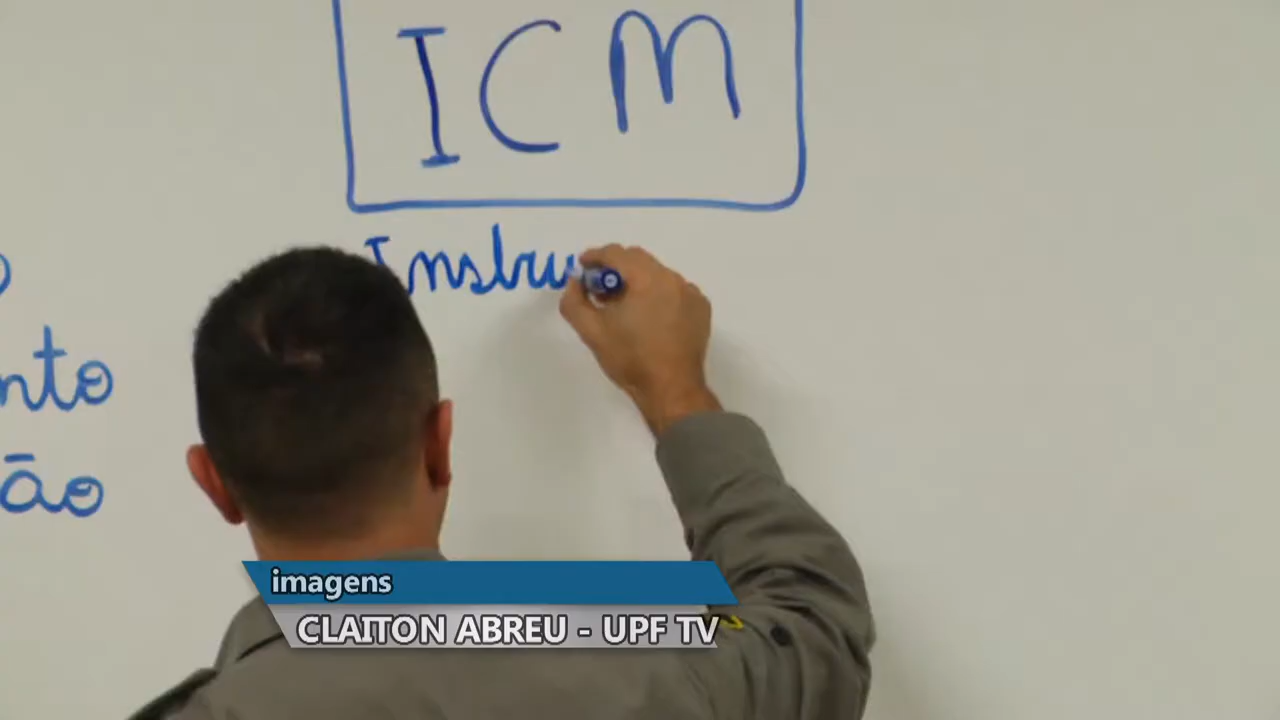 ICM
Instru
nto
ão
imagens
CLAITON ABREU - UPF TV